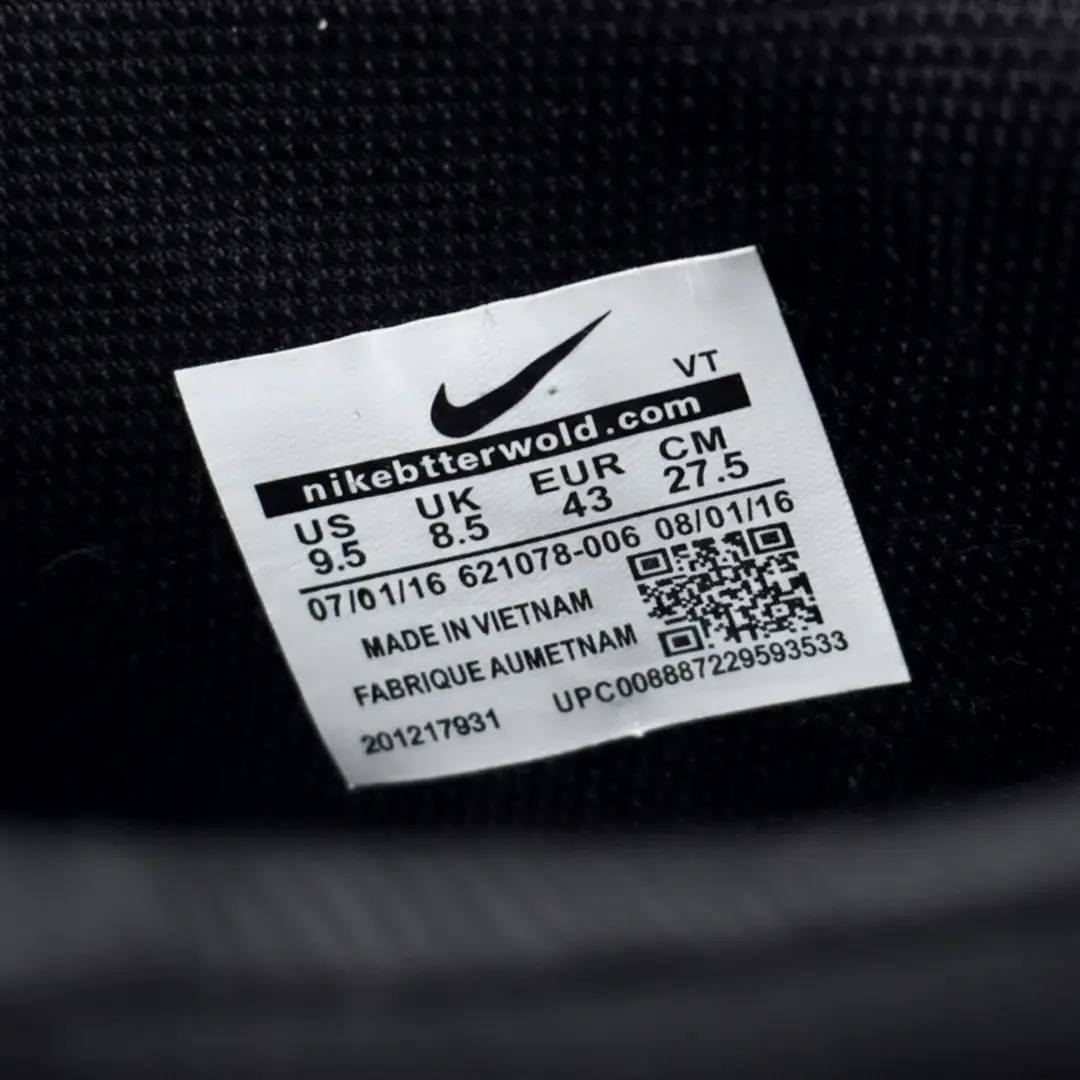 VT
nikebtterwold.com
US UK EUR CM
9.5 8.5 43 27.5
07/01/16 621078-006 08/01/16
MADE IN VIETNAM
FABRIQUE AUMETNAM
201217931 UPC008887229593533